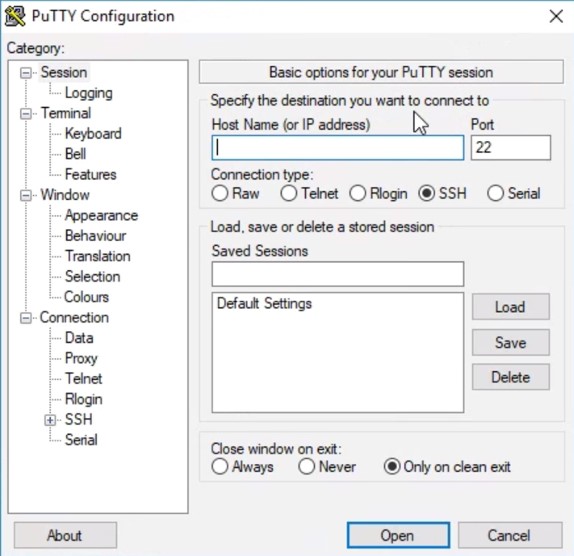 PuTTY Configuration
Category:
Session
Logging
Terminal
Keyboard
Bell
Features
Window
Appearance
Behaviour
Translation
Selection
Colours
Connection
Data
Proxy
Telnet
Rlogin
SSH
Serial
Basic options for your PuTTY session
Specify the destination you want to connect to
Host Name (or IP address) Port
22
Connection type:
Raw Telnet Rlogin SSH Serial
Load, save or delete a stored session
Saved Sessions
Default Settings
Load
Save
Delete
Close window on exit:
Always Never Only on clean exit
About Open Cancel